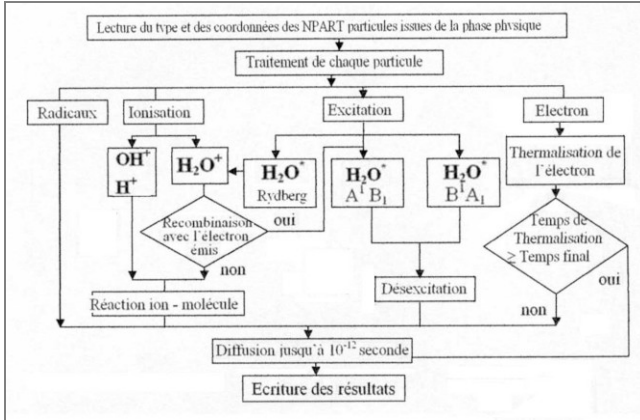 Lecture du type et des coordonnées des NPART particules issues de la phase physique
Traitement de chaque particule
Radicaux
Ionisation
Excitation
Electron
OH⁺
H⁺
H₂O⁺
H₂O*
Rydberg
H₂O*
A¹B₁
H₂O*
B¹A₁
Thermalisation de
l'électron
Recombinaison
avec l'électron
émis
oui
non
Temps de
Thermalisation
≥ Temps final
oui
non
Réaction ion - molécule
Désexcitation
Diffusion jusqu'à 10⁻¹² seconde
Ecriture des résultats